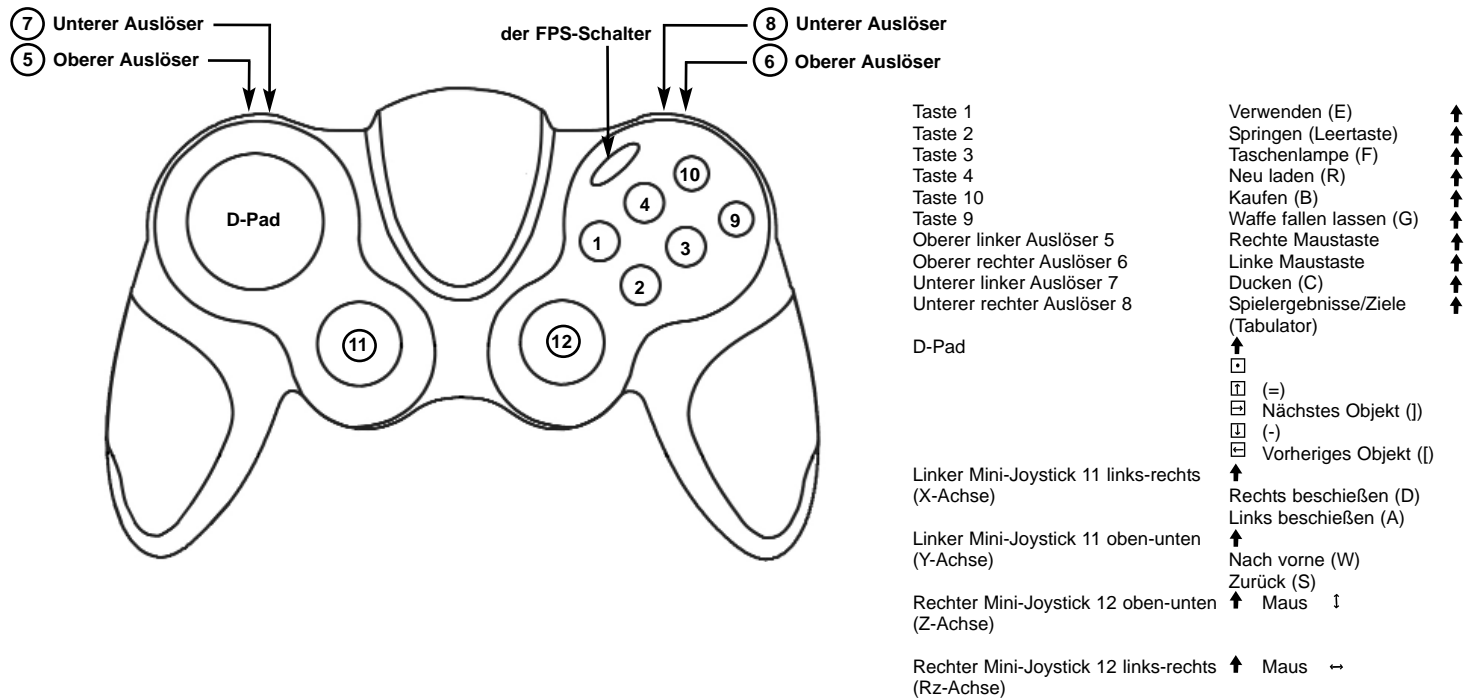 7 Unterer Auslöser
5 Oberer Auslöser
der FPS-Schalter
8 Unterer Auslöser
6 Oberer Auslöser
D-Pad
10
4
9
1
3
2
11
12
Taste 1 Verwenden (E)
Taste 2 Springen (Leertaste)
Taste 3 Taschenlampe (F)
Taste 4 Neu laden (R)
Taste 10 Kaufen (B)
Taste 9 Waffe fallen lassen (G)
Oberer linker Auslöser 5 Rechte Maustaste
Oberer rechter Auslöser 6 Linke Maustaste
Unterer linker Auslöser 7 Ducken (C)
Unterer rechter Auslöser 8 Spielergebnisse/Ziele
(Tabulator)
D-Pad
(=)
Nächstes Objekt (])
(-)
Vorheriges Objekt ([)
Linker Mini-Joystick 11 links-rechts
(X-Achse) Rechts beschießen (D)
Links beschießen (A)
Linker Mini-Joystick 11 oben-unten
(Y-Achse) Nach vorne (W)
Zurück (S)
Rechter Mini-Joystick 12 oben-unten Maus
(Z-Achse)
Rechter Mini-Joystick 12 links-rechts Maus
(Rz-Achse)